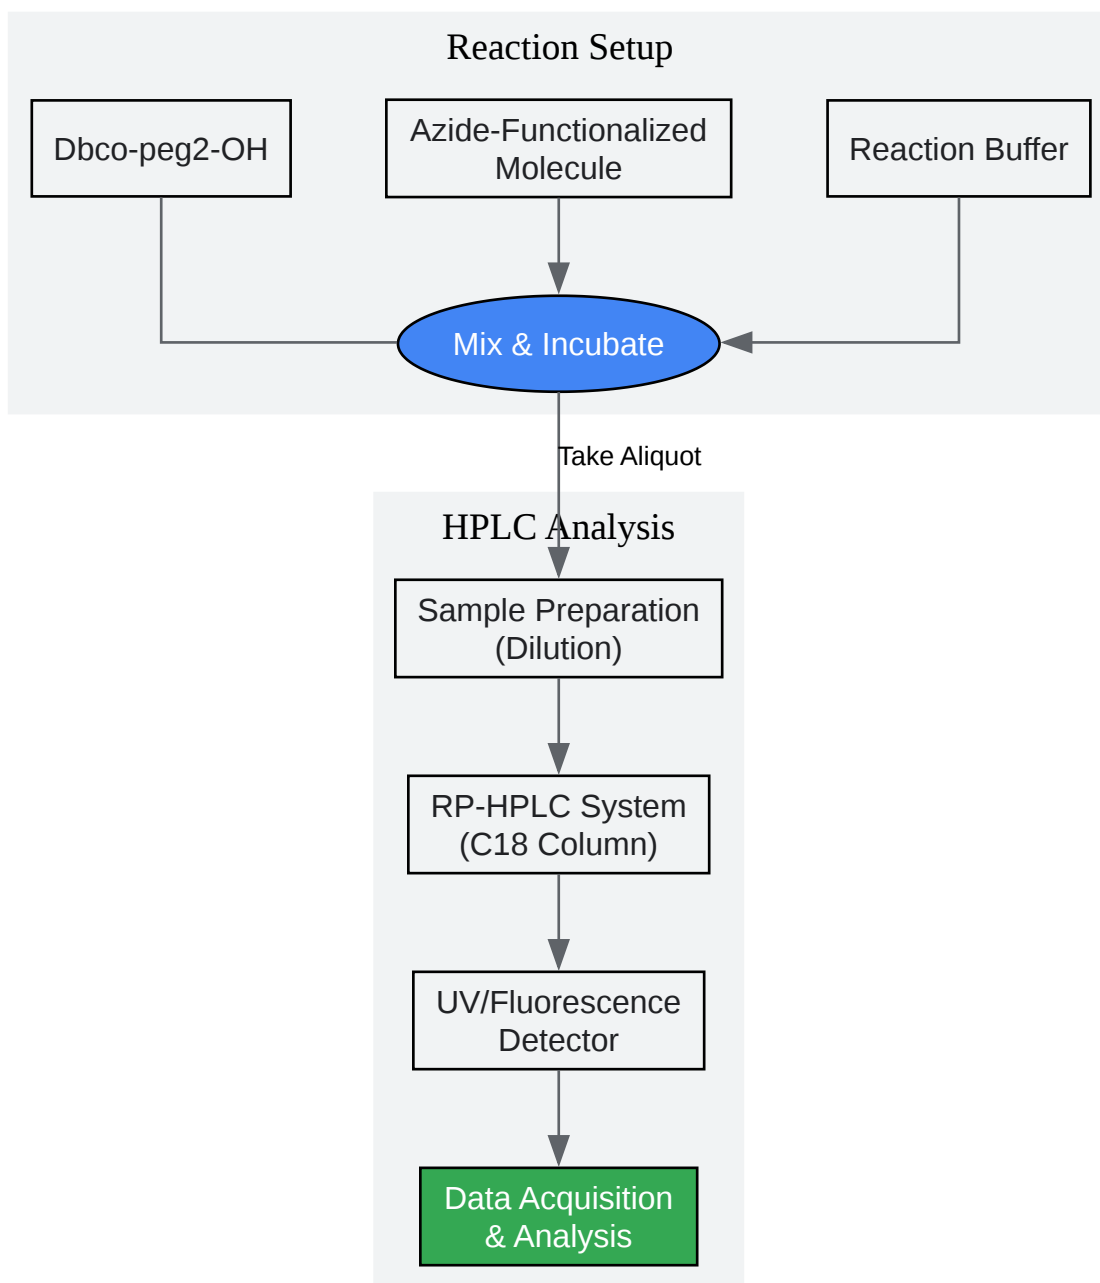 Reaction Setup
Dbco-peg2-OH
Azide-Functionalized
Molecule
Reaction Buffer
Mix & Incubate
Take Aliquot
HPLC Analysis
Sample Preparation
(Dilution)
RP-HPLC System
(C18 Column)
UV/Fluorescence
Detector
Data Acquisition
& Analysis